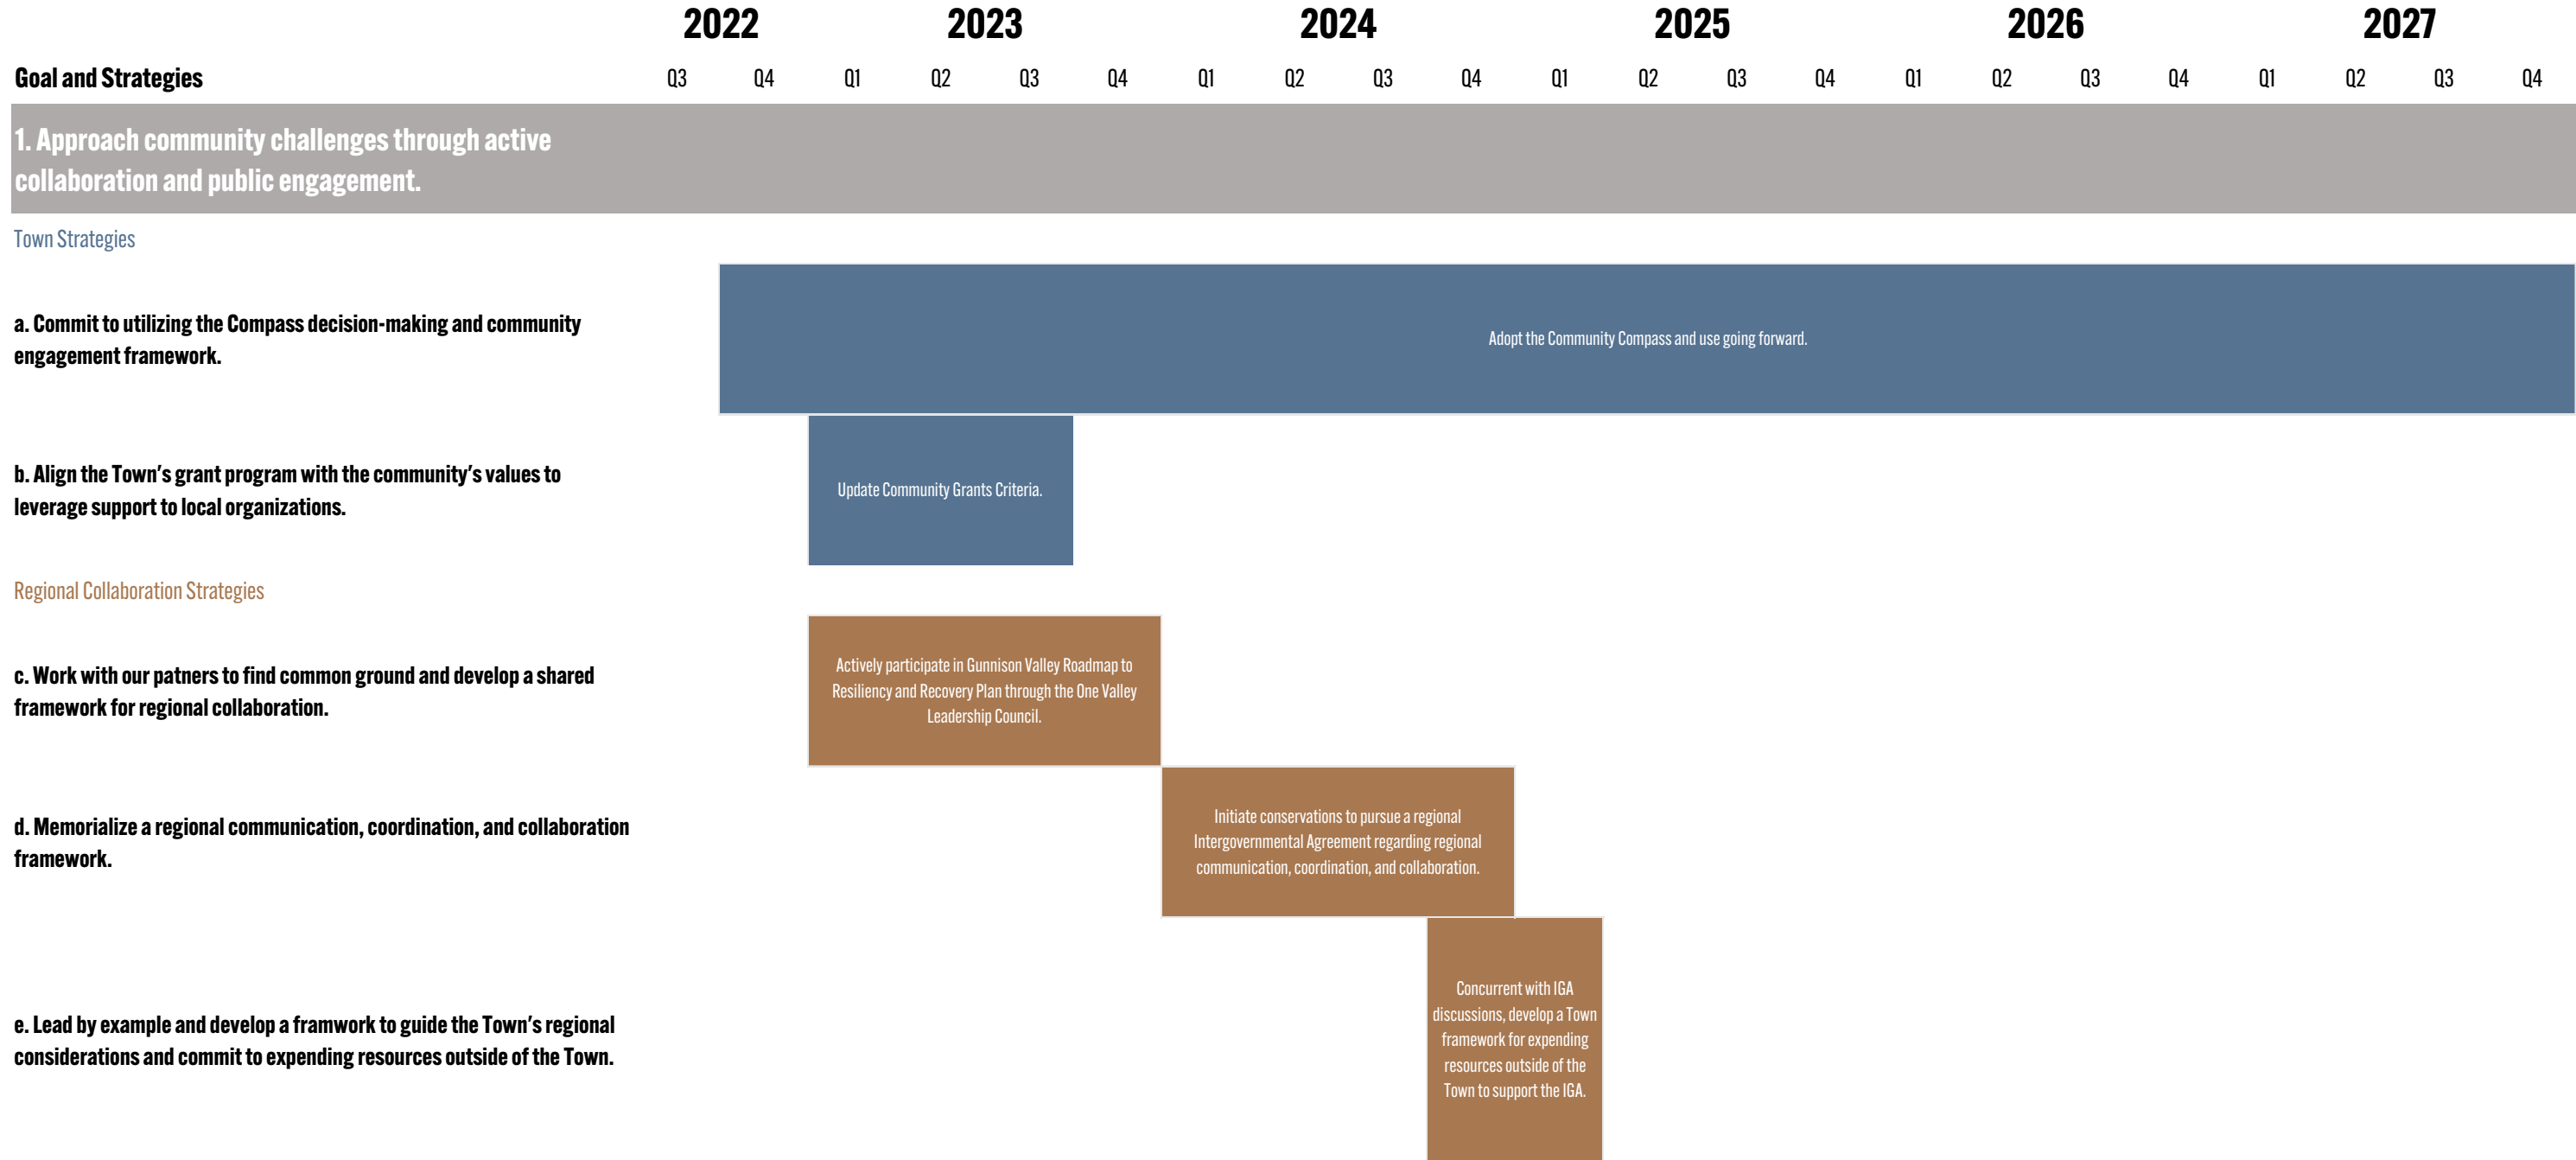 2022 2023 2024 2025 2026 2027
Goal and Strategies Q3 Q4 Q1 Q2 Q3 Q4 Q1 Q2 Q3 Q4 Q1 Q2 Q3 Q4 Q1 Q2 Q3 Q4 Q1 Q2 Q3 Q4
1. Approach community challenges through active
collaboration and public engagement.
Town Strategies
a. Commit to utilizing the Compass decision-making and community
engagement framework.
Adopt the Community Compass and use going forward.
b. Align the Town's grant program with the community's values to
leverage support to local organizations.
Update Community Grants Criteria.
Regional Collaboration Strategies
c. Work with our patners to find common ground and develop a shared
framework for regional collaboration.
Actively participate in Gunnison Valley Roadmap to
Resiliency and Recovery Plan through the One Valley
Leadership Council.
d. Memorialize a regional communication, coordination, and collaboration
framework.
Initiate conservations to pursue a regional
Intergovernmental Agreement regarding regional
communication, coordination, and collaboration.
e. Lead by example and develop a framwork to guide the Town's regional
considerations and commit to expending resources outside of the Town.
Concurrent with IGA
discussions, develop a Town
framework for expending
resources outside of the
Town to support the IGA.